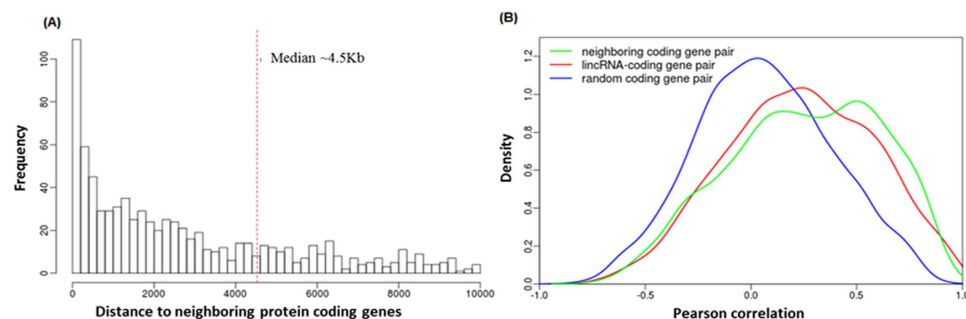 (A)
Median ~4.5Kb
Frequency
100
80
60
40
20
0
0 2000 4000 6000 8000 10000
Distance to neighboring protein coding genes
(B)
neighboring coding gene pair
lincRNA-coding gene pair
random coding gene pair
Density
1.2
1.0
0.8
0.6
0.4
0.2
0.0
-1.0 -0.5 0.0 0.5 1.0
Pearson correlation